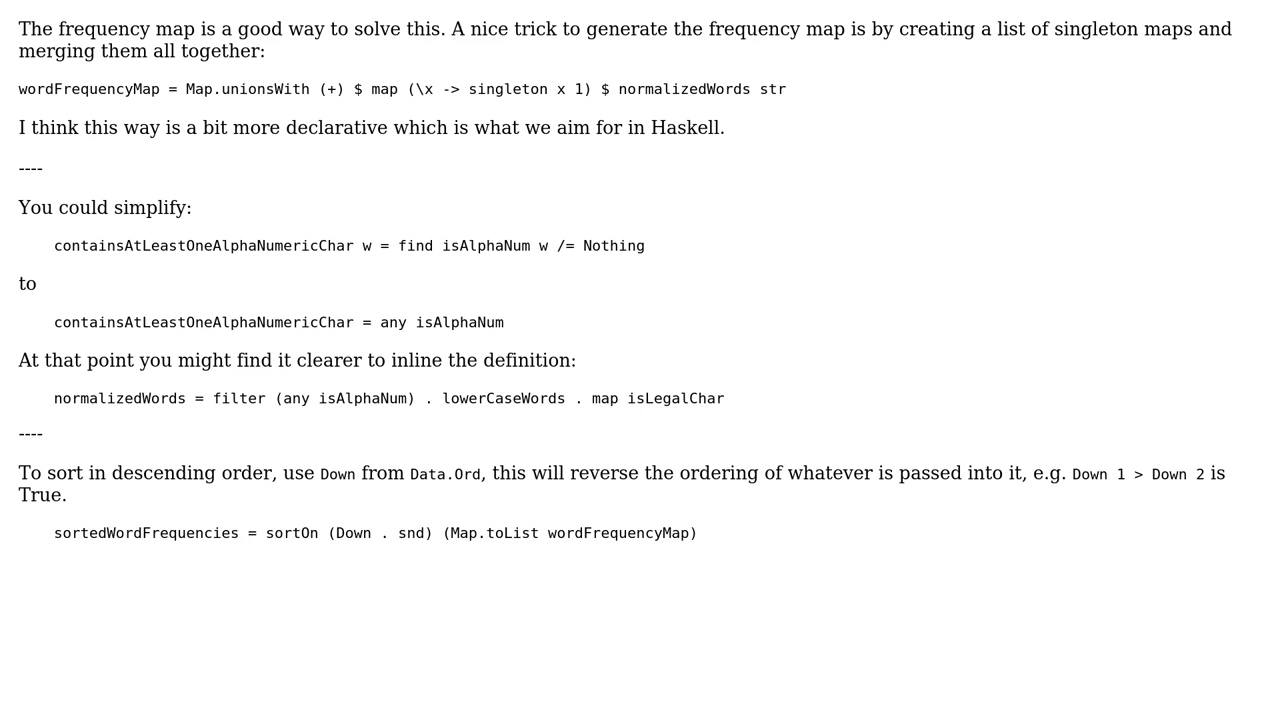 The frequency map is a good way to solve this. A nice trick to generate the frequency map is by creating a list of singleton maps and
merging them all together:
wordFrequencyMap = Map.unionsWith (+) $ map (\x -> singleton x 1) $ normalizedWords str
I think this way is a bit more declarative which is what we aim for in Haskell.
----
You could simplify:
containsAtLeastOneAlphaNumericChar w = find isAlphaNum w /= Nothing
to
containsAtLeastOneAlphaNumericChar = any isAlphaNum
At that point you might find it clearer to inline the definition:
normalizedWords = filter (any isAlphaNum) . lowerCaseWords . map isLegalChar
----
To sort in descending order, use Down from Data.Ord, this will reverse the ordering of whatever is passed into it, e.g. Down 1 > Down 2 is
True.
sortedWordFrequencies = sortOn (Down . snd) (Map.toList wordFrequencyMap)